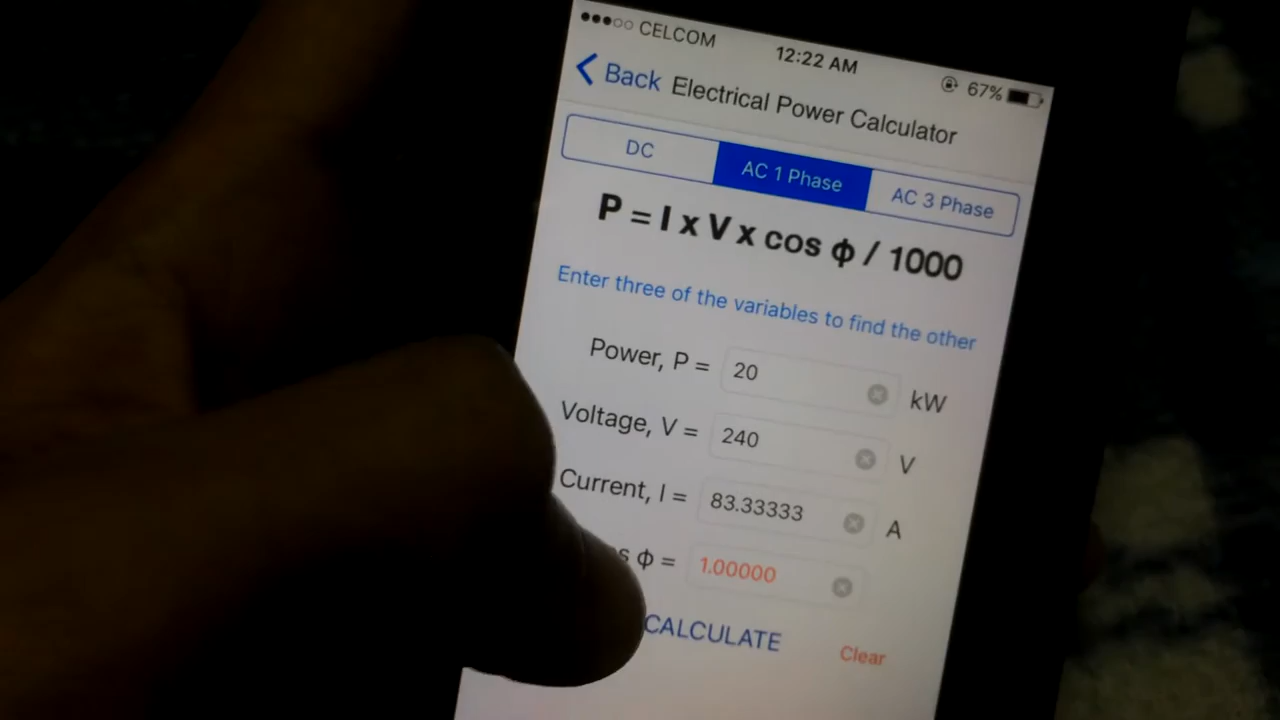 CELCOM 12:22 AM 67%
Back Electrical Power Calculator
DC AC 1 Phase AC 3 Phase
P = I x V x cos ϕ / 1000
Enter three of the variables to find the other
Power, P = 20 kW
Voltage, V = 240 V
Current, I = 83.33333 A
s ϕ = 1.00000
CALCULATE Clear